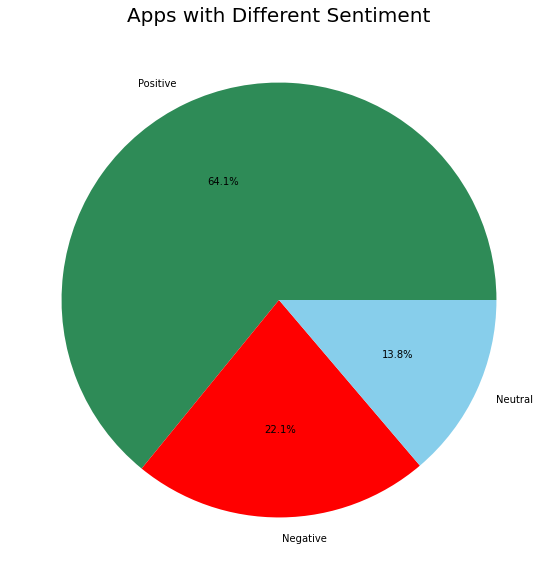 Apps with Different Sentiment
Positive
64.1%
13.8%
Neutral
22.1%
Negative